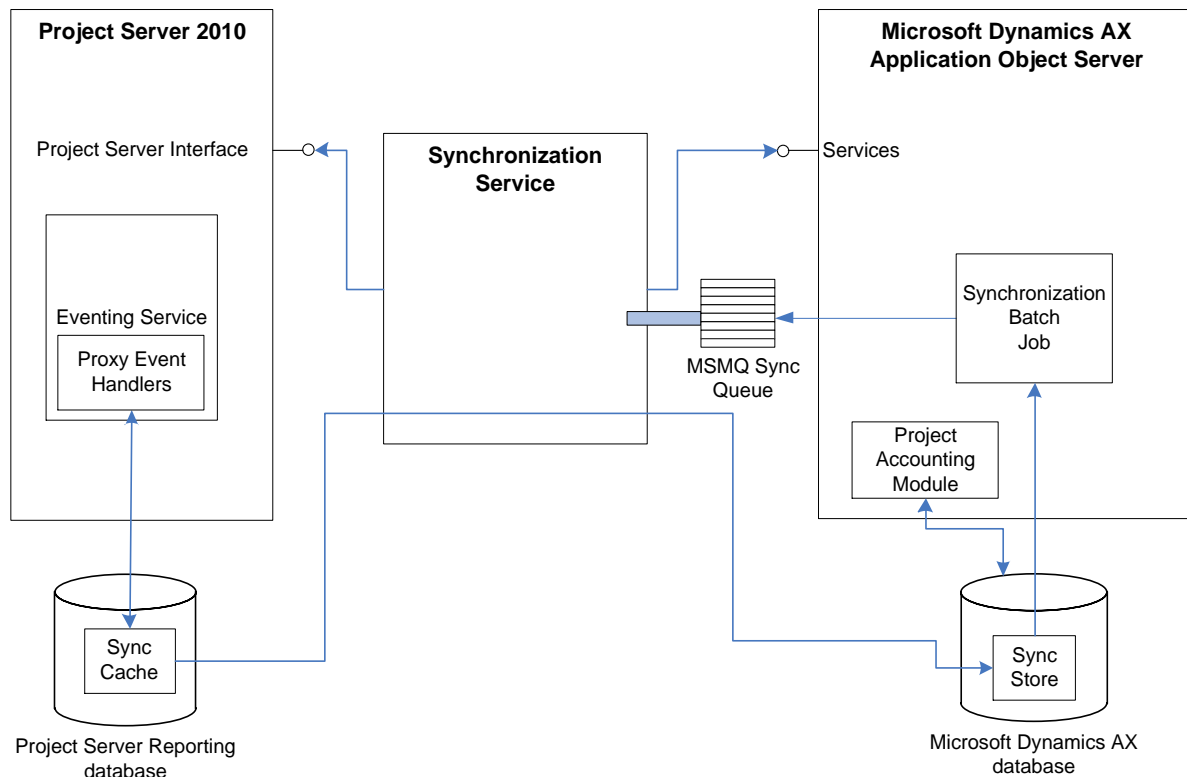 Project Server 2010
Microsoft Dynamics AX
Application Object Server
Project Server Interface
Synchronization
Service
Services
Eventing Service
Proxy Event
Handlers
MSMQ Sync
Queue
Synchronization
Batch
Job
Project
Accounting
Module
Sync
Cache
Sync
Store
Project Server Reporting
database
Microsoft Dynamics AX
database